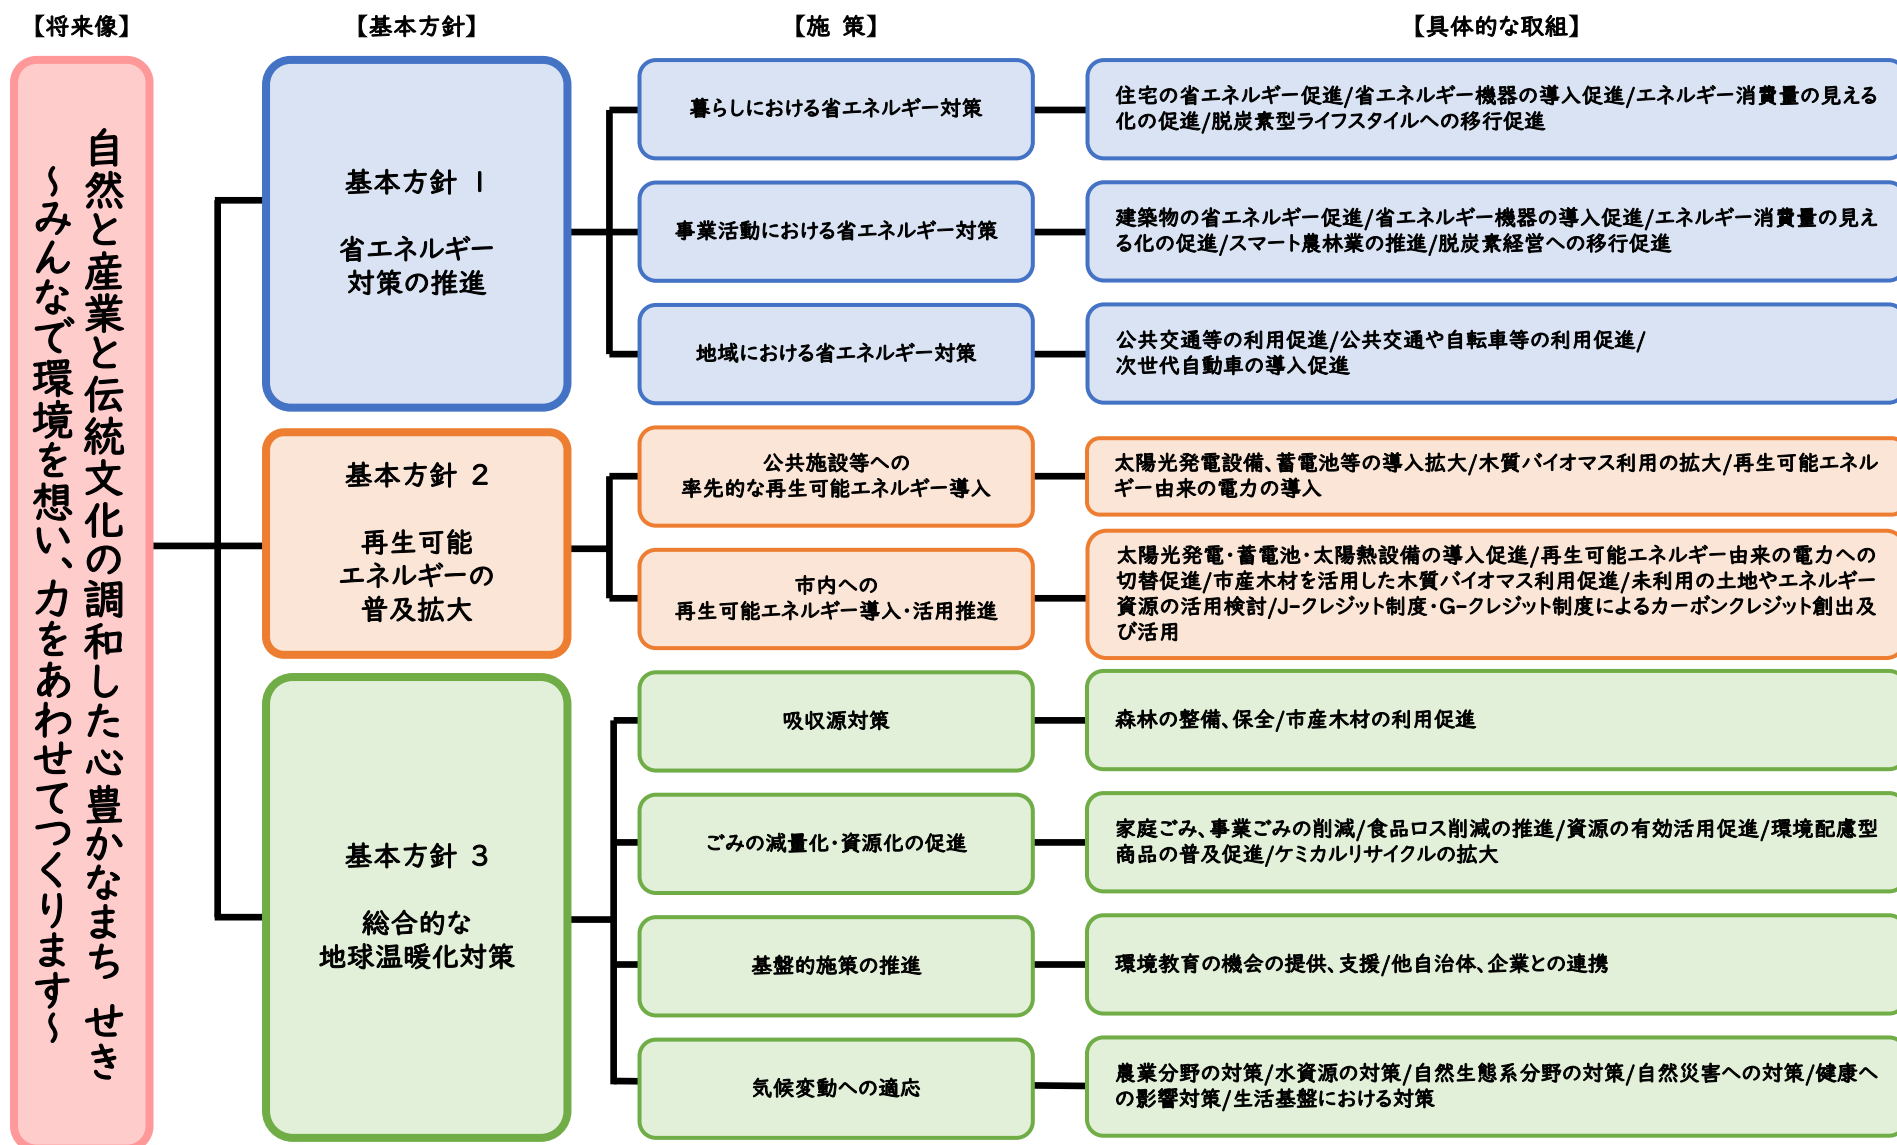 【将来像】
【基本方針】
【施 策】
【具体的な取組】
自然と産業と伝統文化の調和した心豊かなまち せき
～みんなで環境を想い、力をあわせてつくります～
基本方針 1
省エネルギー
対策の推進
暮らしにおける省エネルギー対策
住宅の省エネルギー促進/省エネルギー機器の導入促進/エネルギー消費量の見える
化の促進/脱炭素型ライフスタイルへの移行促進
事業活動における省エネルギー対策
建築物の省エネルギー促進/省エネルギー機器の導入促進/エネルギー消費量の見え
る化の促進/スマート農林業の推進/脱炭素経営への移行促進
地域における省エネルギー対策
公共交通等の利用促進/公共交通や自転車等の利用促進/
次世代自動車の導入促進
基本方針 2
再生可能
エネルギーの
普及拡大
公共施設等への
率先的な再生可能エネルギー導入
太陽光発電設備、蓄電池等の導入拡大/木質バイオマス利用の拡大/再生可能エネル
ギー由来の電力の導入
市内への
再生可能エネルギー導入・活用推進
太陽光発電・蓄電池・太陽熱設備の導入促進/再生可能エネルギー由来の電力への
切替促進/市産木材を活用した木質バイオマス利用促進/未利用の土地やエネルギー
資源の活用検討/J-クレジット制度・G-クレジット制度によるカーボンクレジット創出及
び活用
基本方針 3
総合的な
地球温暖化対策
吸収源対策
森林の整備、保全/市産木材の利用促進
ごみの減量化・資源化の促進
家庭ごみ、事業ごみの削減/食品ロス削減の推進/資源の有効活用促進/環境配慮型
商品の普及促進/ケミカルリサイクルの拡大
基盤的施策の推進
環境教育の機会の提供、支援/他自治体、企業との連携
気候変動への適応
農業分野の対策/水資源の対策/自然生態系分野の対策/自然災害への対策/健康へ
の影響対策/生活基盤における対策